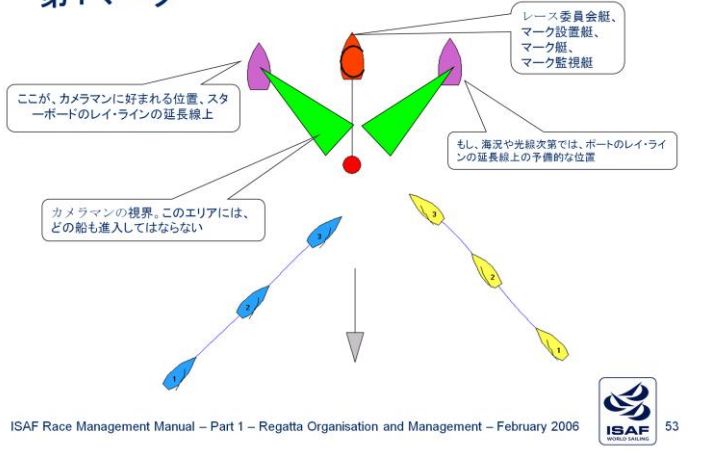 第1マーク
レース委員会艇、
マーク設置艇、
マーク艇、
マーク監視艇
ここが、カメラマンに好まれる位置、スタ
ーボードのレイ・ラインの延長線上
もし、海況や光線次第では、ポートのレイ・ライ
ンの延長線上の予備的な位置
カメラマンの視界。このエリアには、
どの船も進入してはならない
3
3
2
2
1
1
ISAF Race Management Manual – Part 1 – Regatta Organisation and Management – February 2006
ISAF
WORLD SAILING
53